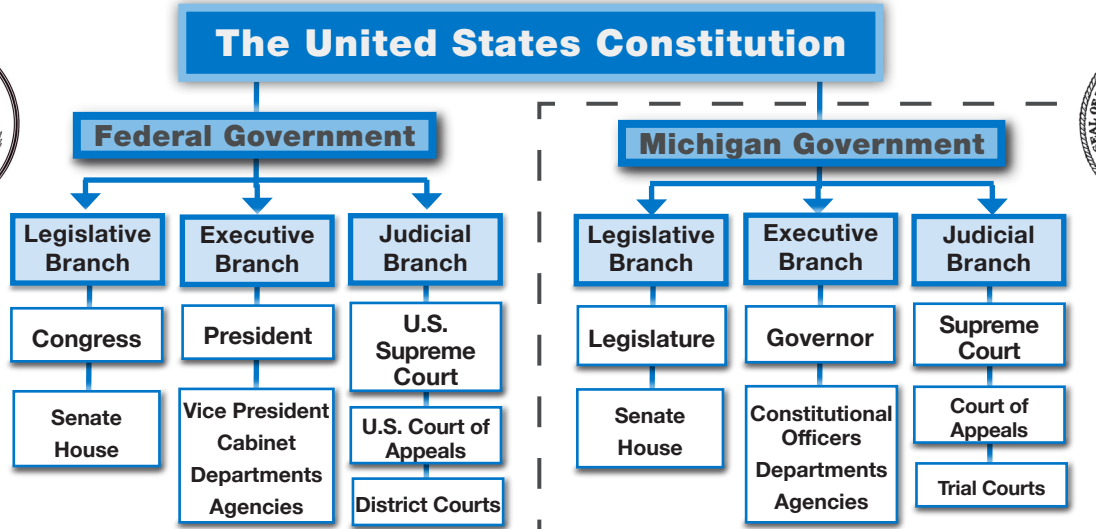 The United States Constitution
Federal Government
Legislative
Branch
Congress
Senate
House
Executive
Branch
President
Vice President
Cabinet
Departments
Agencies
Judicial
Branch
U.S.
Supreme
Court
U.S. Court of
Appeals
District Courts
SEAL OF
Michigan Government
Legislative
Branch
Legislature
Senate
House
Executive
Branch
Governor
Constitutional
Officers
Departments
Agencies
Judicial
Branch
Supreme
Court
Court of
Appeals
Trial Courts